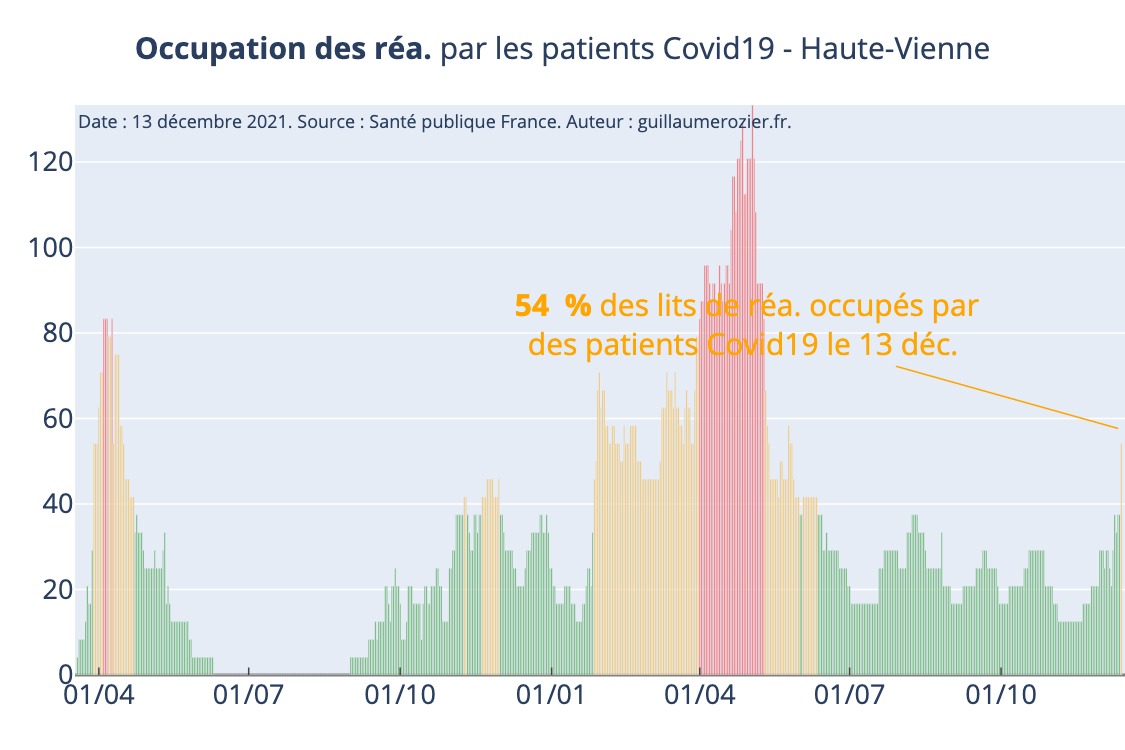 Occupation des réa. par les patients Covid19 - Haute-Vienne
Date : 13 décembre 2021. Source : Santé publique France. Auteur : guillaumerozier.fr.
120
100
54 % des lits de réa. occupés par
80
des patients Covid19 le 13 déc.
60
40
20
0
01/04 01/07 01/10 01/01 01/04 01/07 01/10